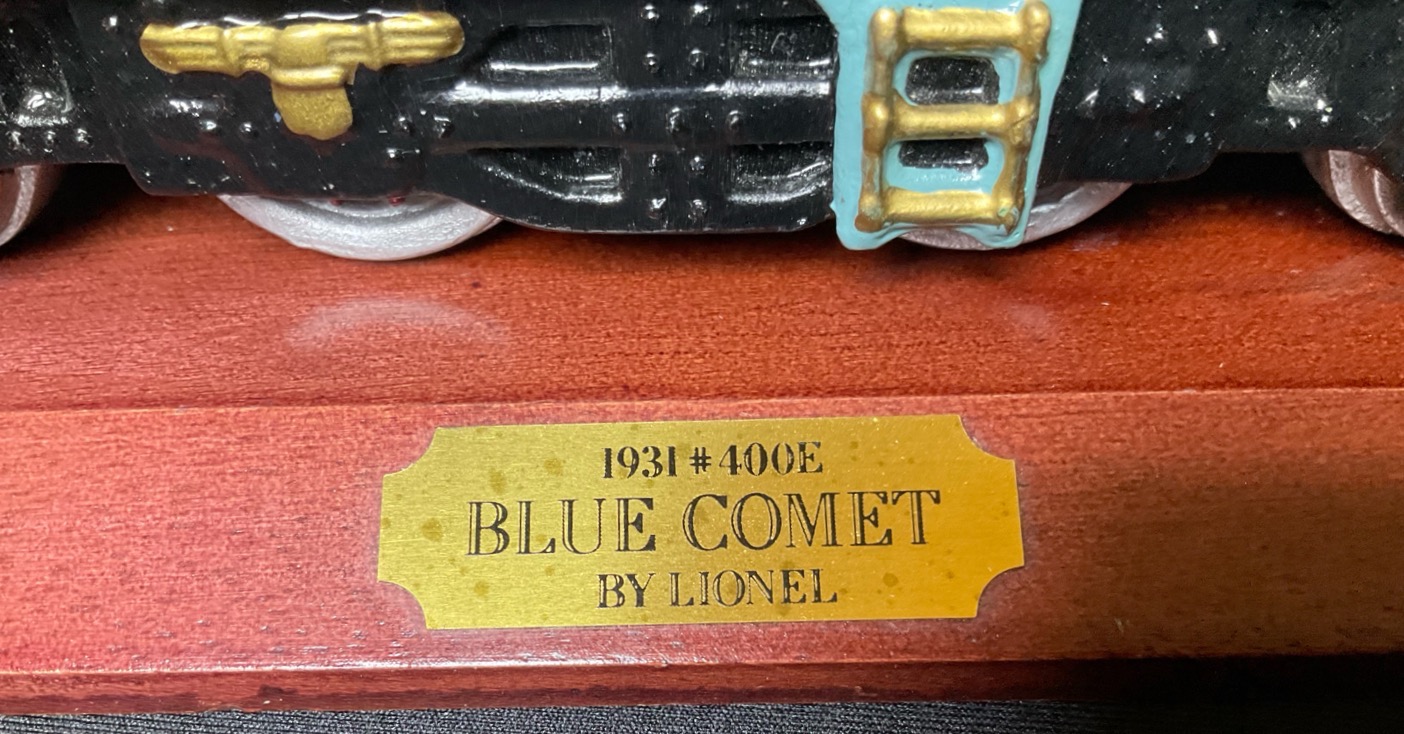 1931 #400E
BLUE COMET
BY LIONEL